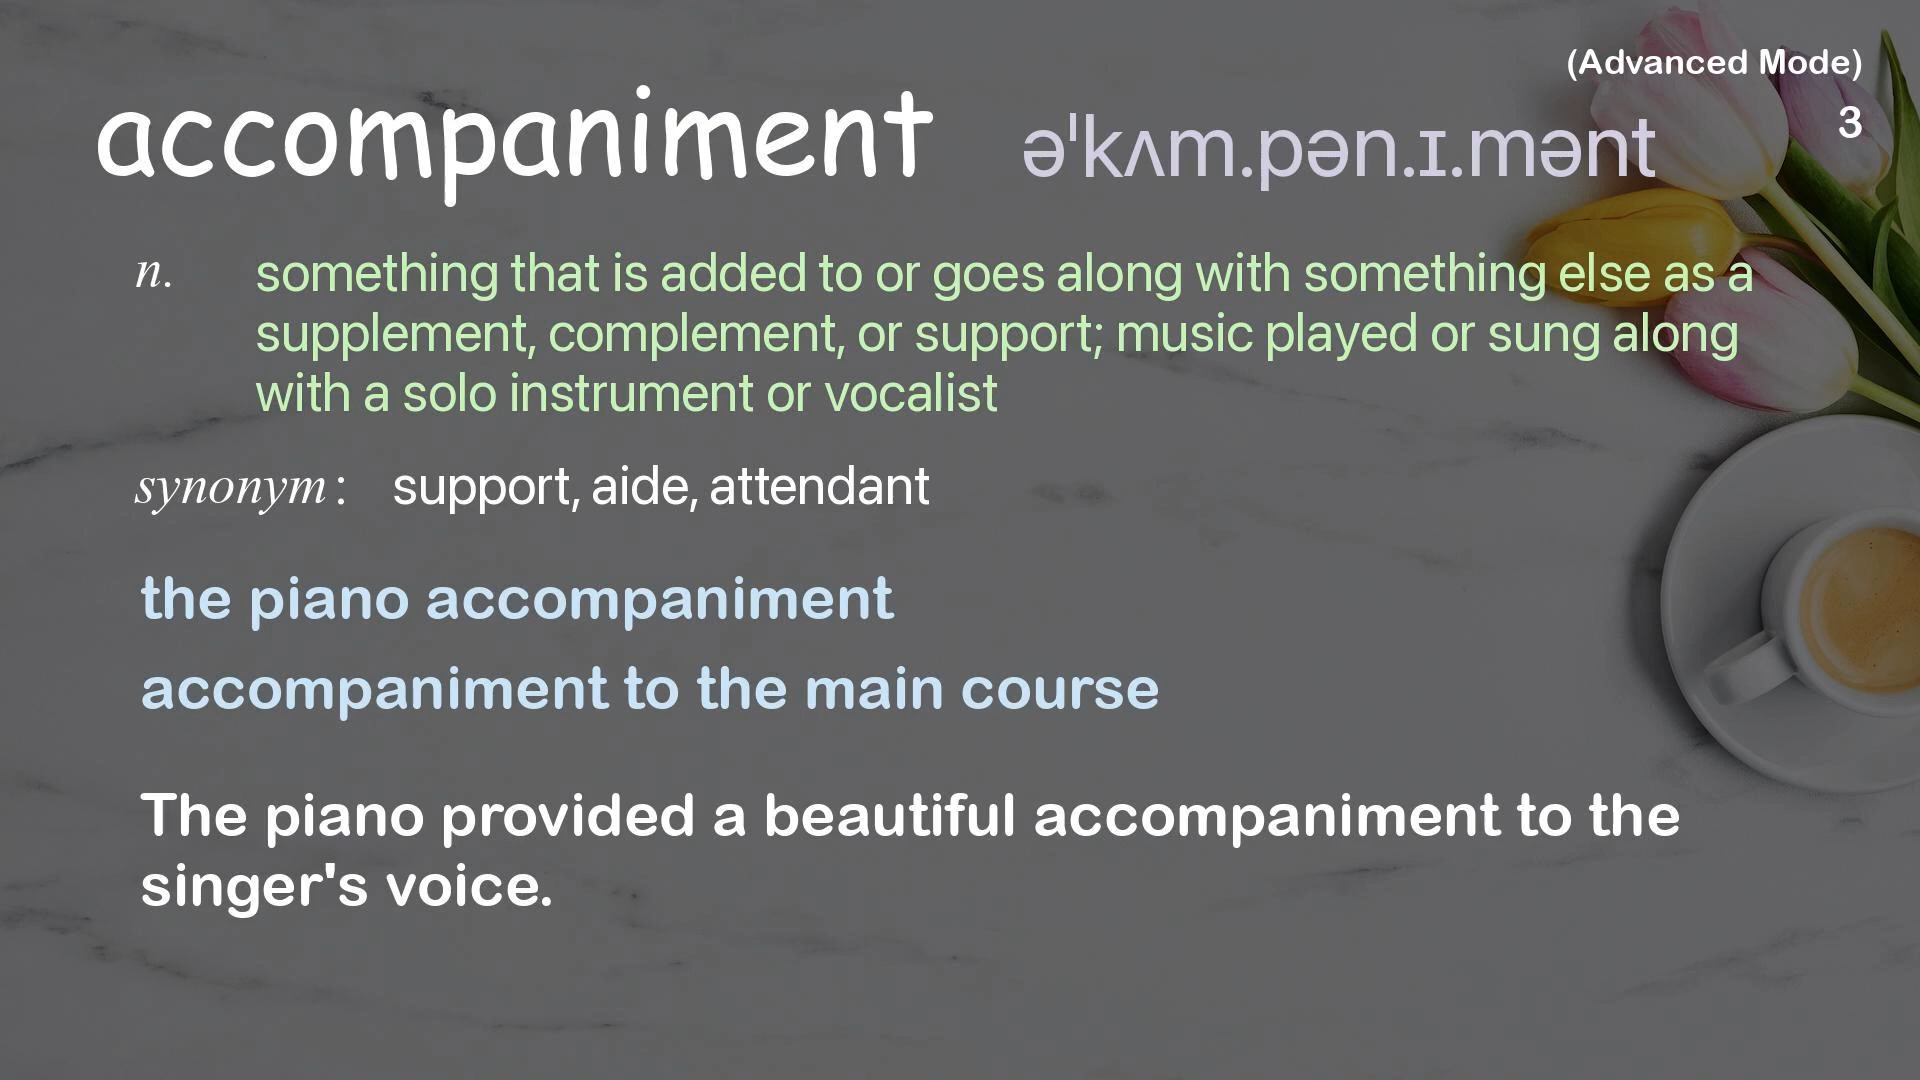 (Advanced Mode)
accompaniment əˈkʌm.pən.ɪ.mənt 3
n. something that is added to or goes along with something else as a
supplement, complement, or support; music played or sung along
with a solo instrument or vocalist
synonym: support, aide, attendant
the piano accompaniment
accompaniment to the main course
The piano provided a beautiful accompaniment to the
singer's voice.